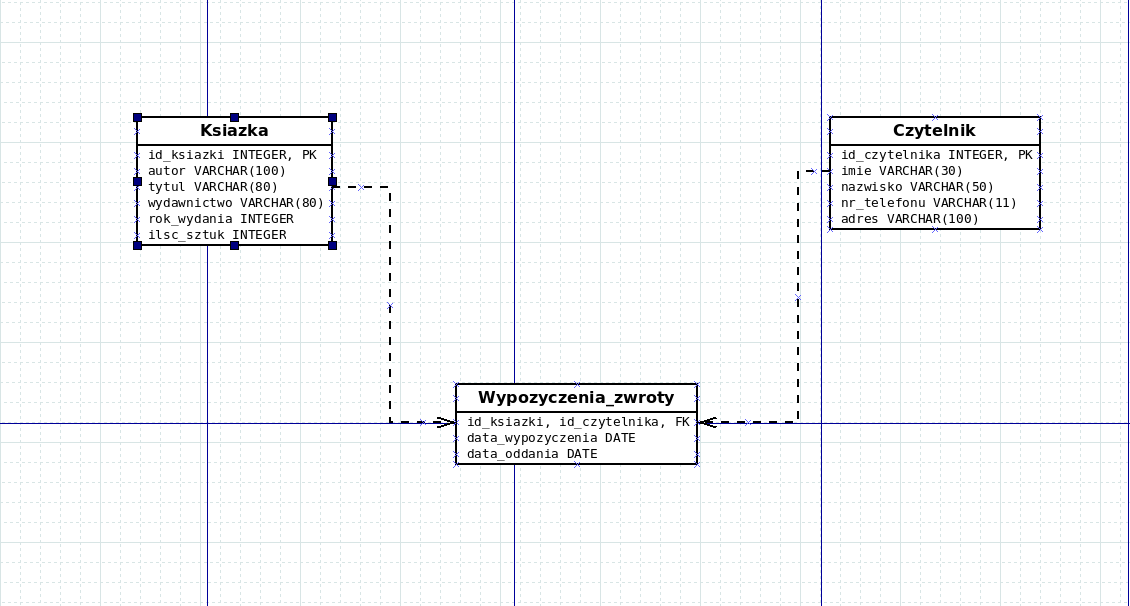 Ksiazka
id_ksiazki INTEGER, PK
autor VARCHAR(100)
tytul VARCHAR(80)
wydawnictwo VARCHAR(80)
rok_wydania INTEGER
ilsc_sztuk INTEGER
Czytelnik
id_czytelnika INTEGER, PK
imie VARCHAR(30)
nazwisko VARCHAR(50)
nr_telefonu VARCHAR(11)
adres VARCHAR(100)
Wypozyczenia_zwroty
id_ksiazki, id_czytelnika, FK
data_wypozyczenia DATE
data_oddania DATE